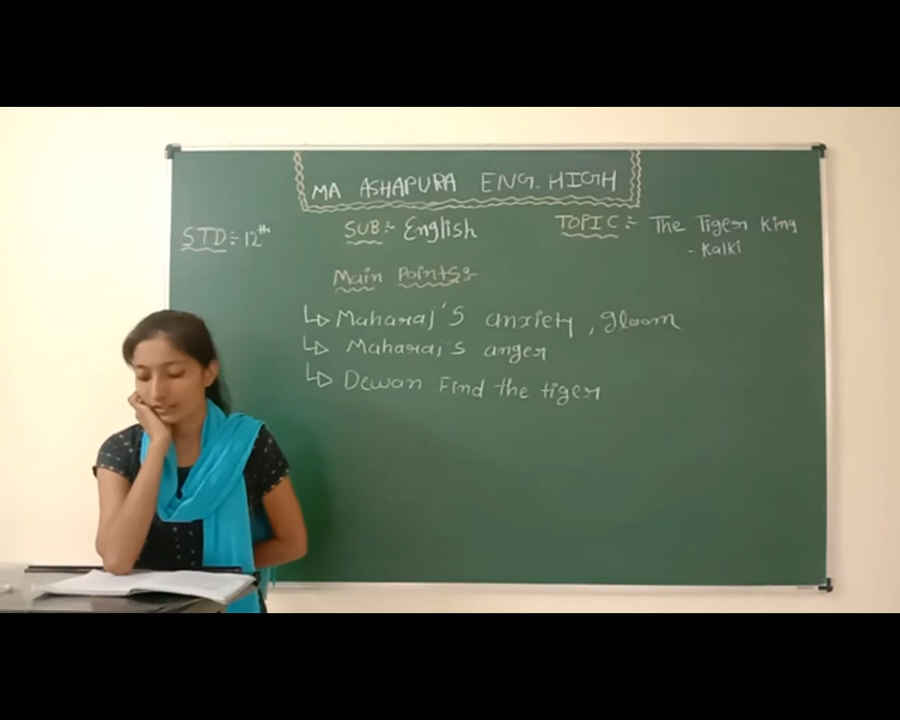 MA ASHAPURA ENG. HIGH
STD:- 12th
SUB:- English
TOPIC:- The Tiger King
- Kalki
Main Points:-
↳ Maharaj's anxiety, gloom
↳ Maharaj's anger
↳ Dewan Find the tiger